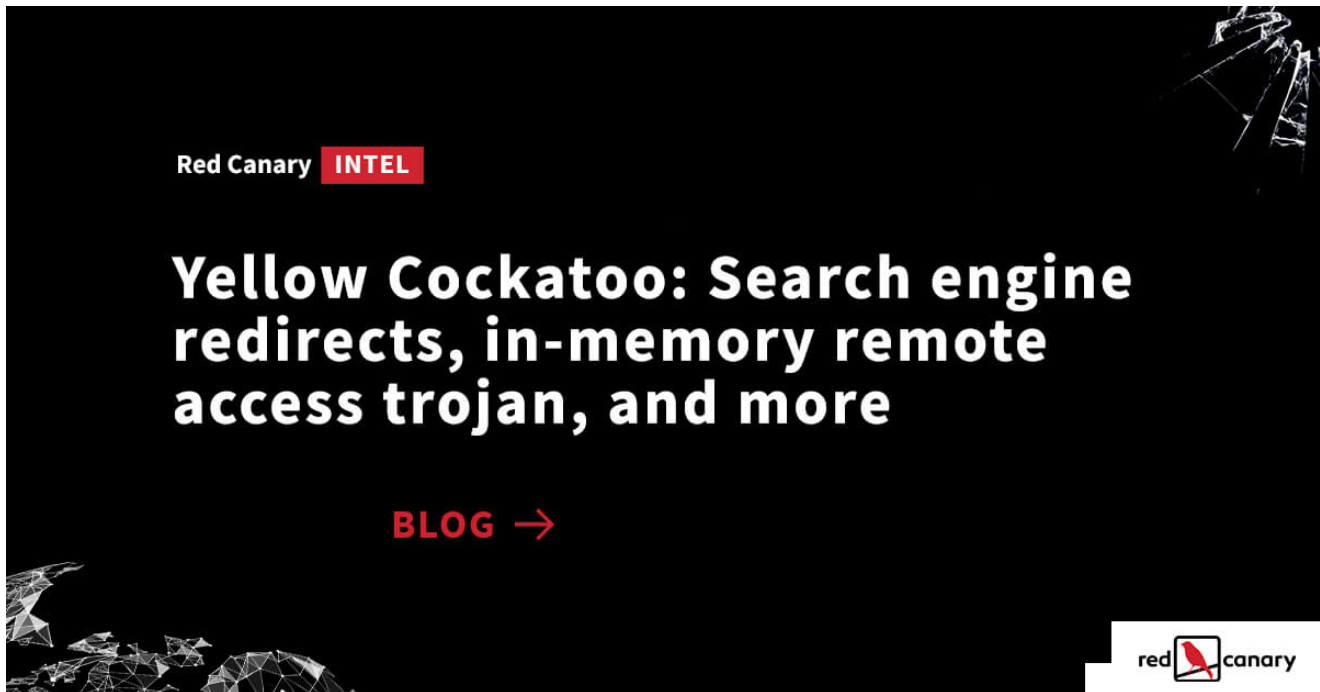 Red Canary INTEL
Yellow Cockatoo: Search engine
redirects, in-memory remote
access trojan, and more
BLOG →
red canary